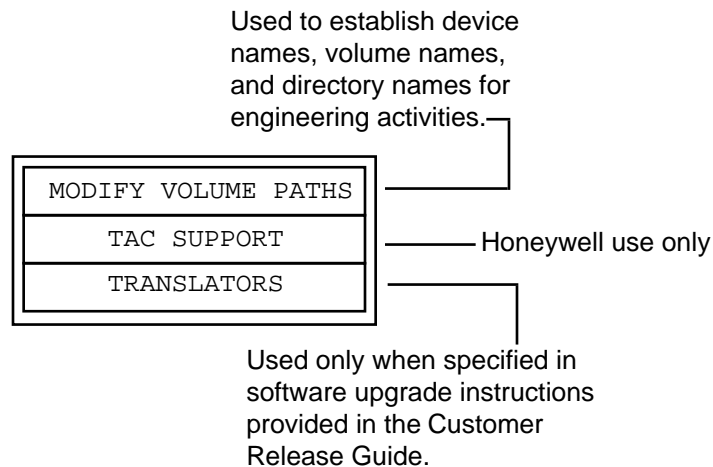 Used to establish device
names, volume names,
and directory names for
engineering activities.
MODIFY VOLUME PATHS
TAC SUPPORT
Honeywell use only
TRANSLATORS
Used only when specified in
software upgrade instructions
provided in the Customer
Release Guide.